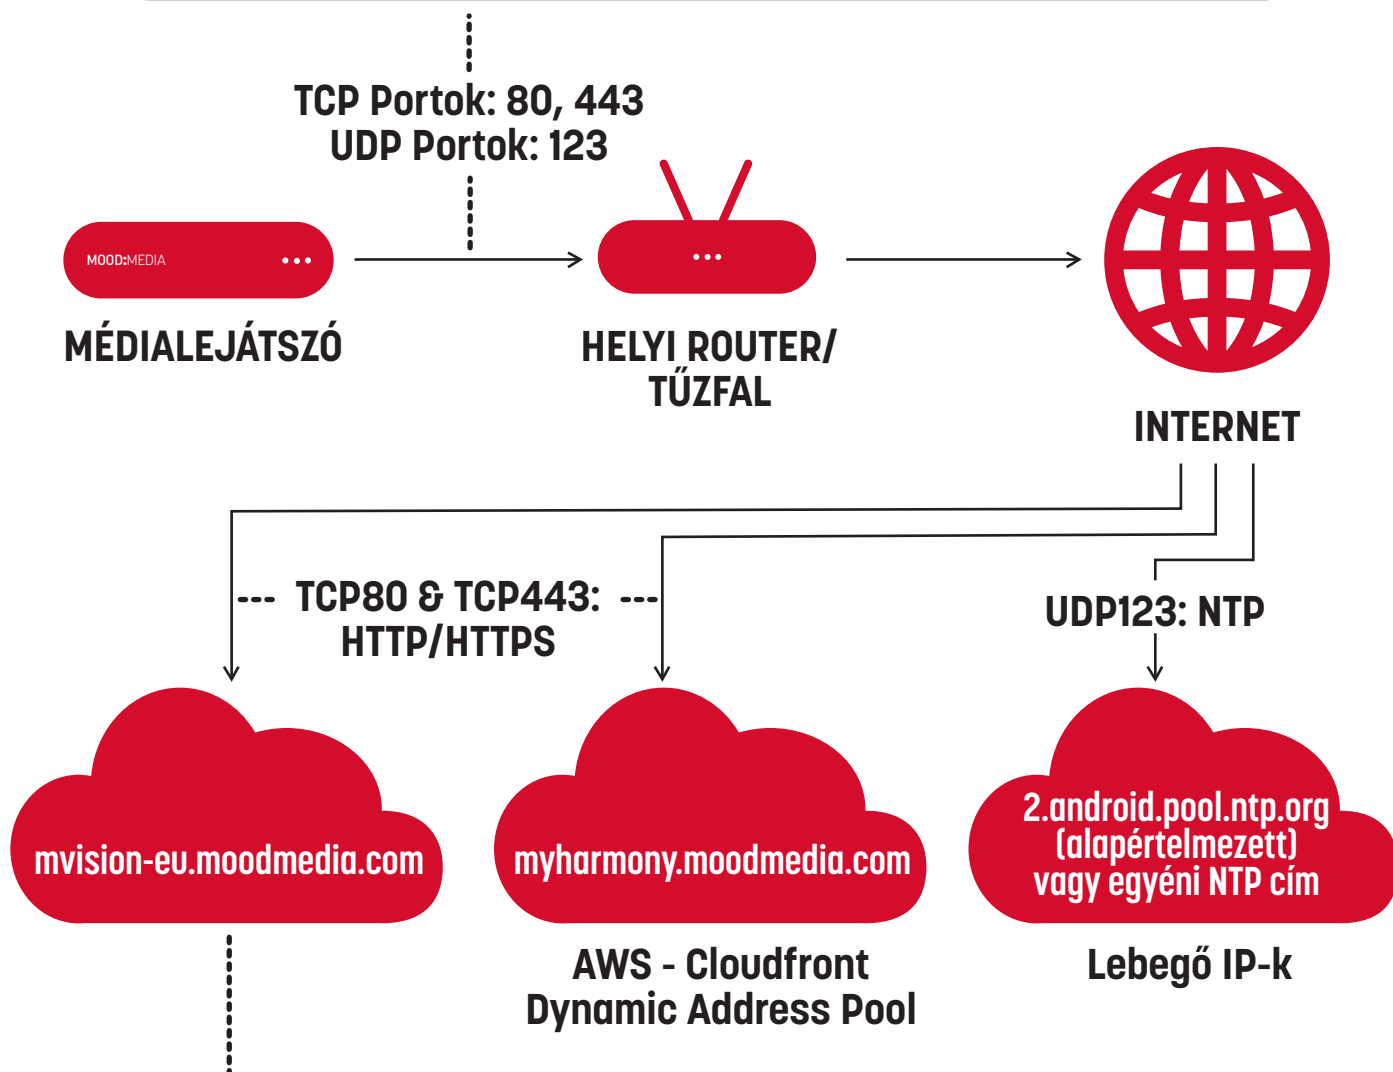 TCP Portok: 80, 443
UDP Portok: 123
MOOD:MEDIA
MÉDIALEJÁTSZÓ
HELYI ROUTER/
TŰZFAL
INTERNET
TCP80 & TCP443:
HTTP/HTTPS
UDP123: NTP
mvision-eu.moodmedia.com
myharmony.moodmedia.com
2.android.pool.ntp.org
(alapértelmezett)
vagy egyéni NTP cím
AWS - Cloudfront
Dynamic Address Pool
Lebegő IP-k